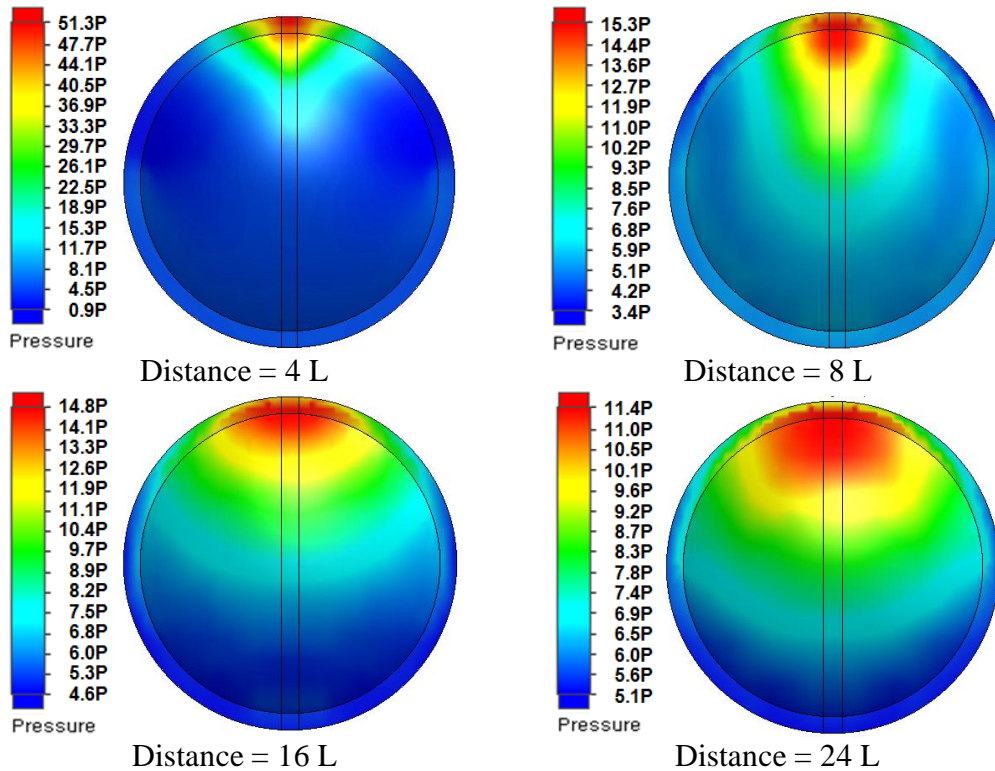 51.3P
47.7P
44.1P
40.5P
36.9P
33.3P
29.7P
26.1P
22.5P
18.9P
15.3P
11.7P
8.1P
4.5P
0.9P
Pressure
Distance = 4 L
15.3P
14.4P
13.6P
12.7P
11.9P
11.0P
10.2P
9.3P
8.5P
7.6P
6.8P
5.9P
5.1P
4.2P
3.4P
Pressure
Distance = 8 L
14.8P
14.1P
13.3P
12.6P
11.9P
11.1P
10.4P
9.7P
8.9P
8.2P
7.5P
6.8P
6.0P
5.3P
4.6P
Pressure
Distance = 16 L
11.4P
11.0P
10.5P
10.1P
9.6P
9.2P
8.7P
8.3P
7.8P
7.4P
6.9P
6.5P
6.0P
5.6P
5.1P
Pressure
Distance = 24 L